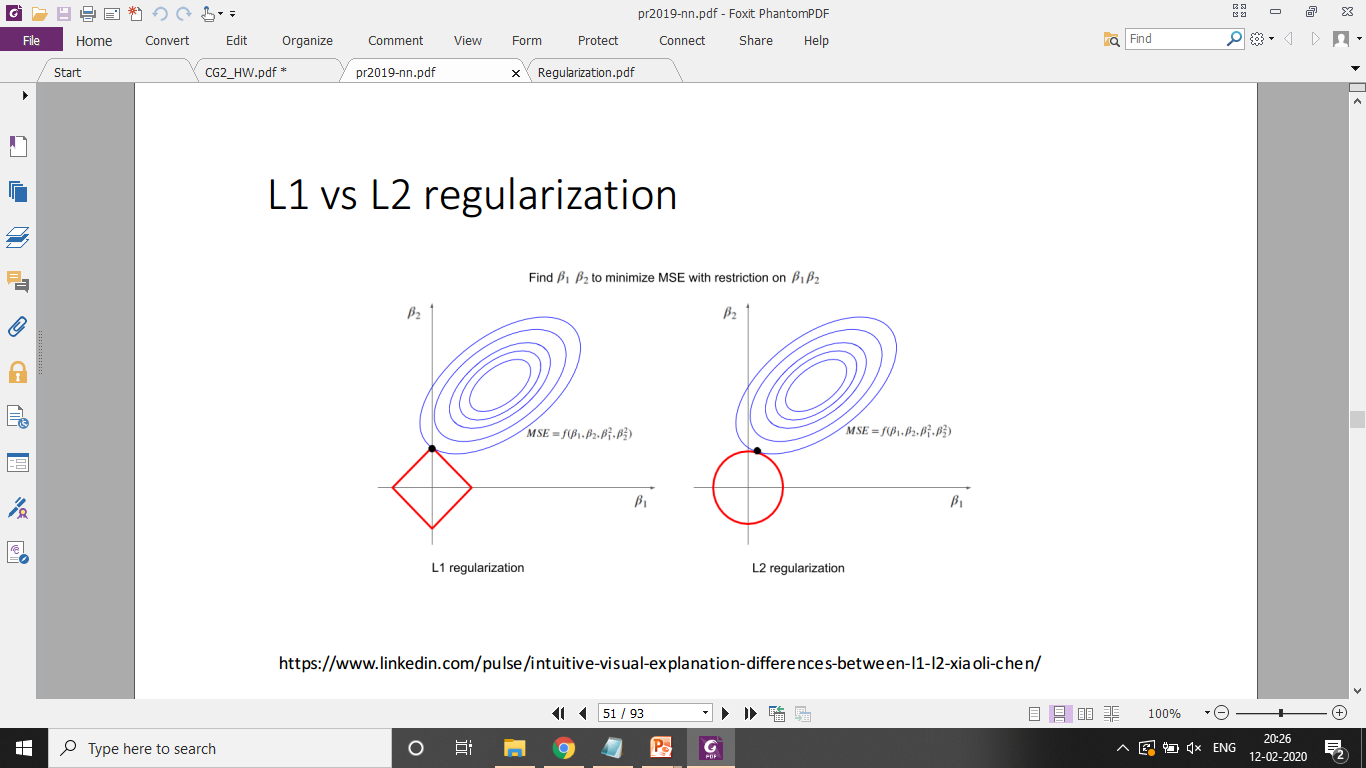 pr2019-nn.pdf - Foxit PhantomPDF
File Home Convert Edit Organize Comment View Form Protect Connect Share Help Find
Start CG2_HW.pdf * pr2019-nn.pdf Regularization.pdf
L1 vs L2 regularization
Find β₁ β₂ to minimize MSE with restriction on β₁β₂
β₂ β₂
MSE = f(β₁, β₂, β₁², β₂²) MSE = f(β₁, β₂, β₁², β₂²)
β₁ β₁
L1 regularization L2 regularization
https://www.linkedin.com/pulse/intuitive-visual-explanation-differences-between-l1-l2-xiaoli-chen/
51 / 93 100%
Type here to search ENG 20:26
12-02-2020 2